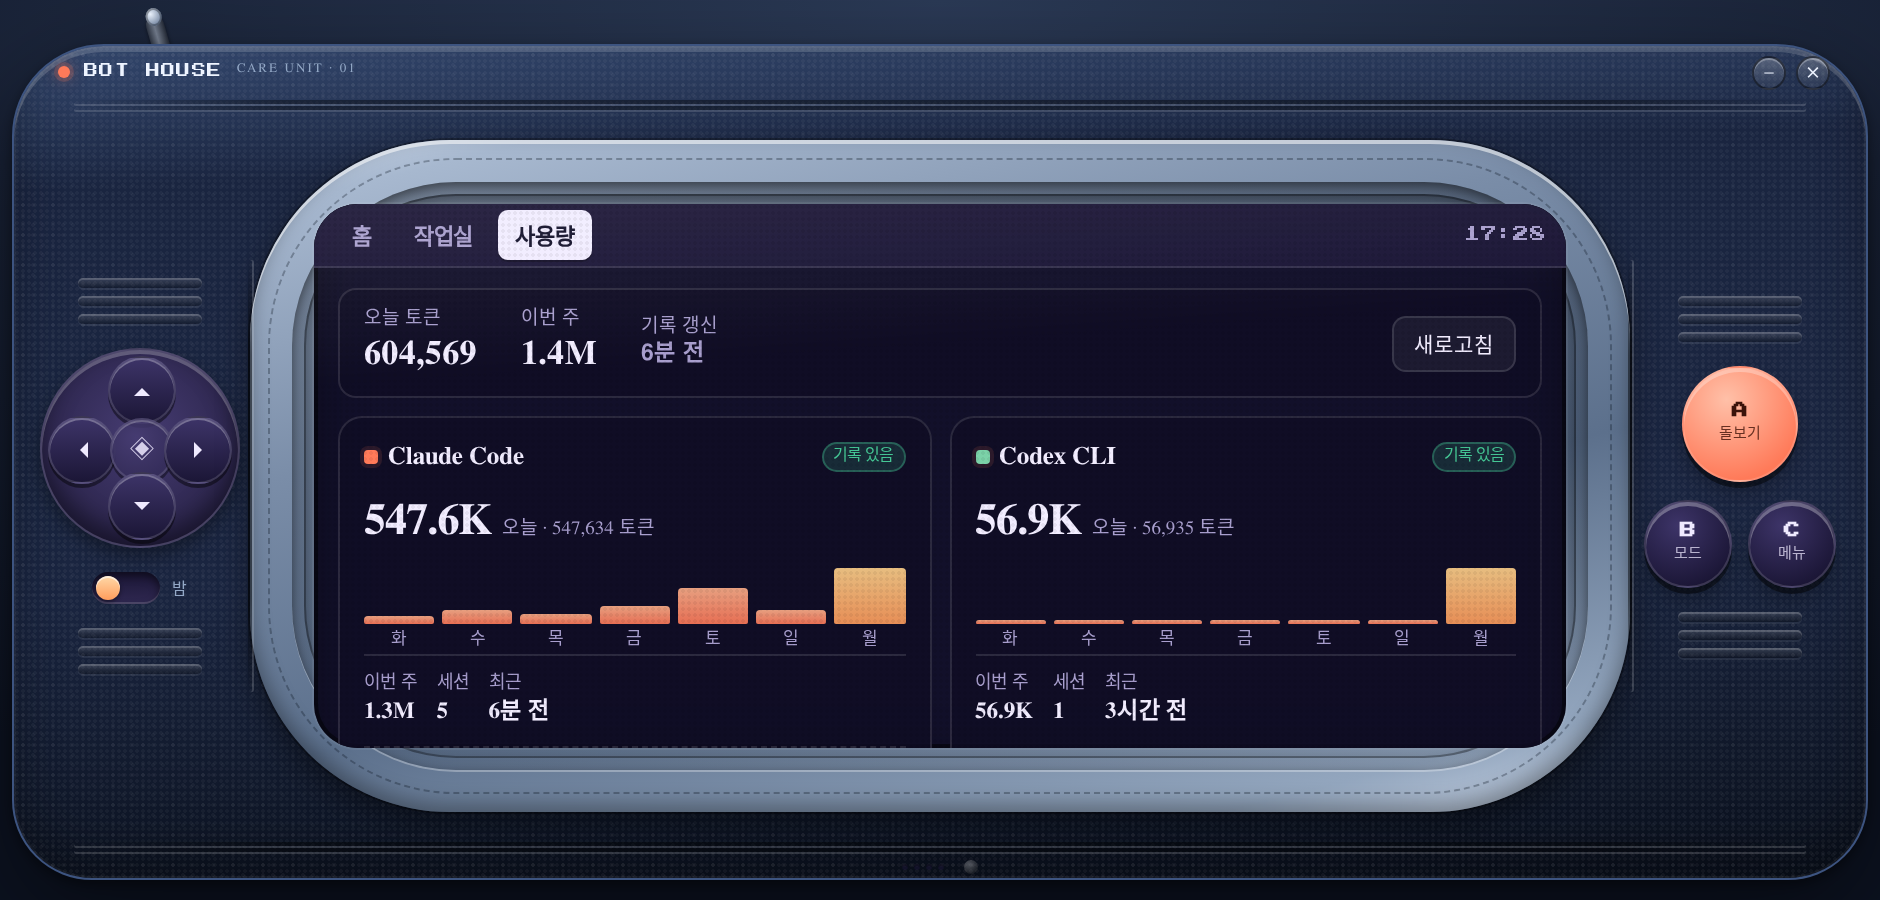 BOT HOUSE CARE UNIT · 01
홈 작업실 사용량 17:28
오늘 토큰 이번 주 기록 갱신
604,569 1.4M 6분 전
새로고침
Claude Code 기록 있음
547.6K 오늘 · 547,634 토큰
화 수 목 금 토 일 월
이번 주 세션 최근
1.3M 5 6분 전
Codex CLI 기록 있음
56.9K 오늘 · 56,935 토큰
화 수 목 금 토 일 월
이번 주 세션 최근
56.9K 1 3시간 전
밤
A
돌보기
B
모드
C
메뉴